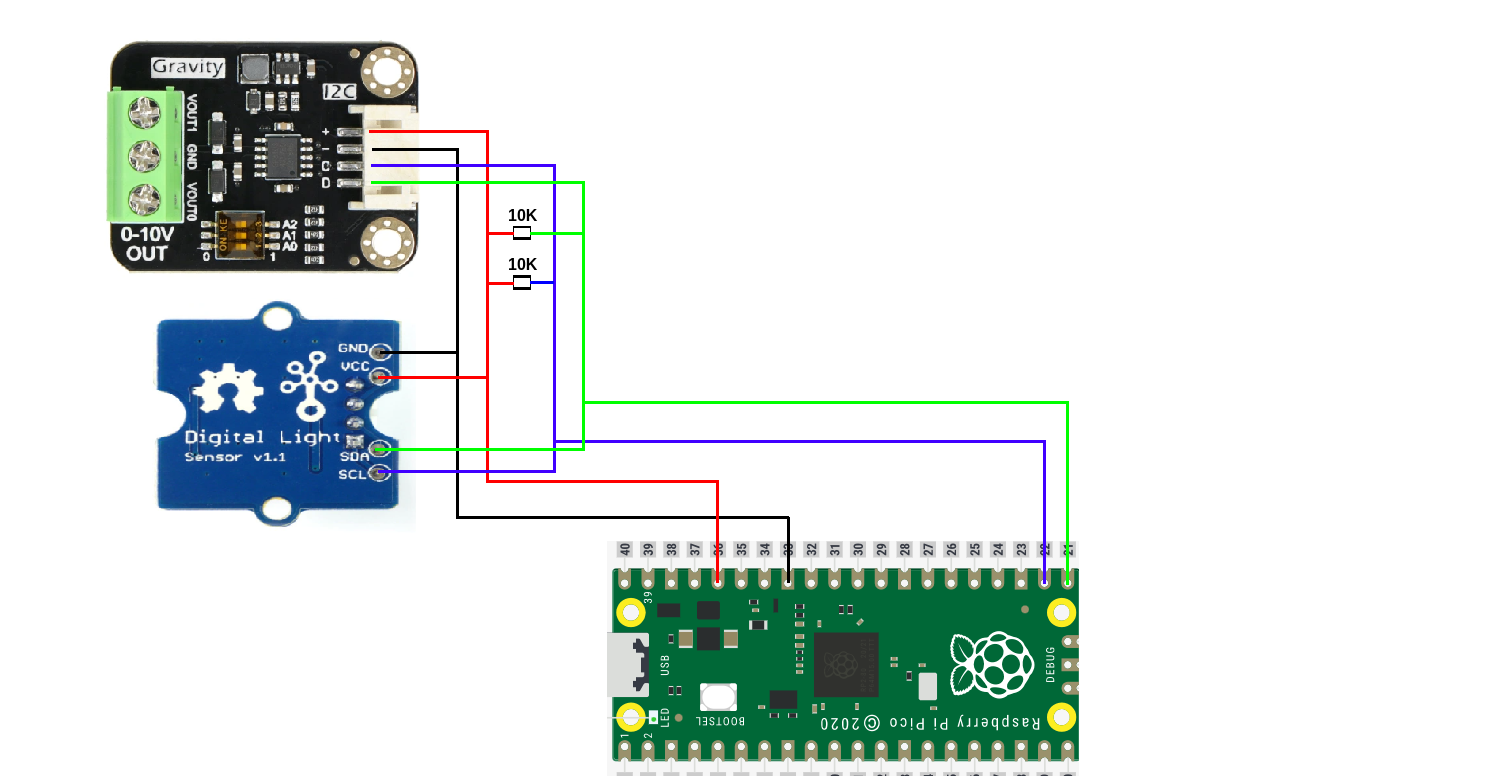 Gravity
I2C
VOUT1
GND
VOUT0
+
-
C
D
ON KE
1 2 3
A2
A1
A0
0
1
0-10V
OUT
10K
10K
GND
VCC
Digital Light
Sensor v1.1
SDA
SCL
40 39 38 37 36 35 34 33 32 31 30 29 28 27 26 25 24 23 22 21
39
USB
DEBUG
LED
BOOTSEL
Raspberry Pi Pico © 2020
1
2